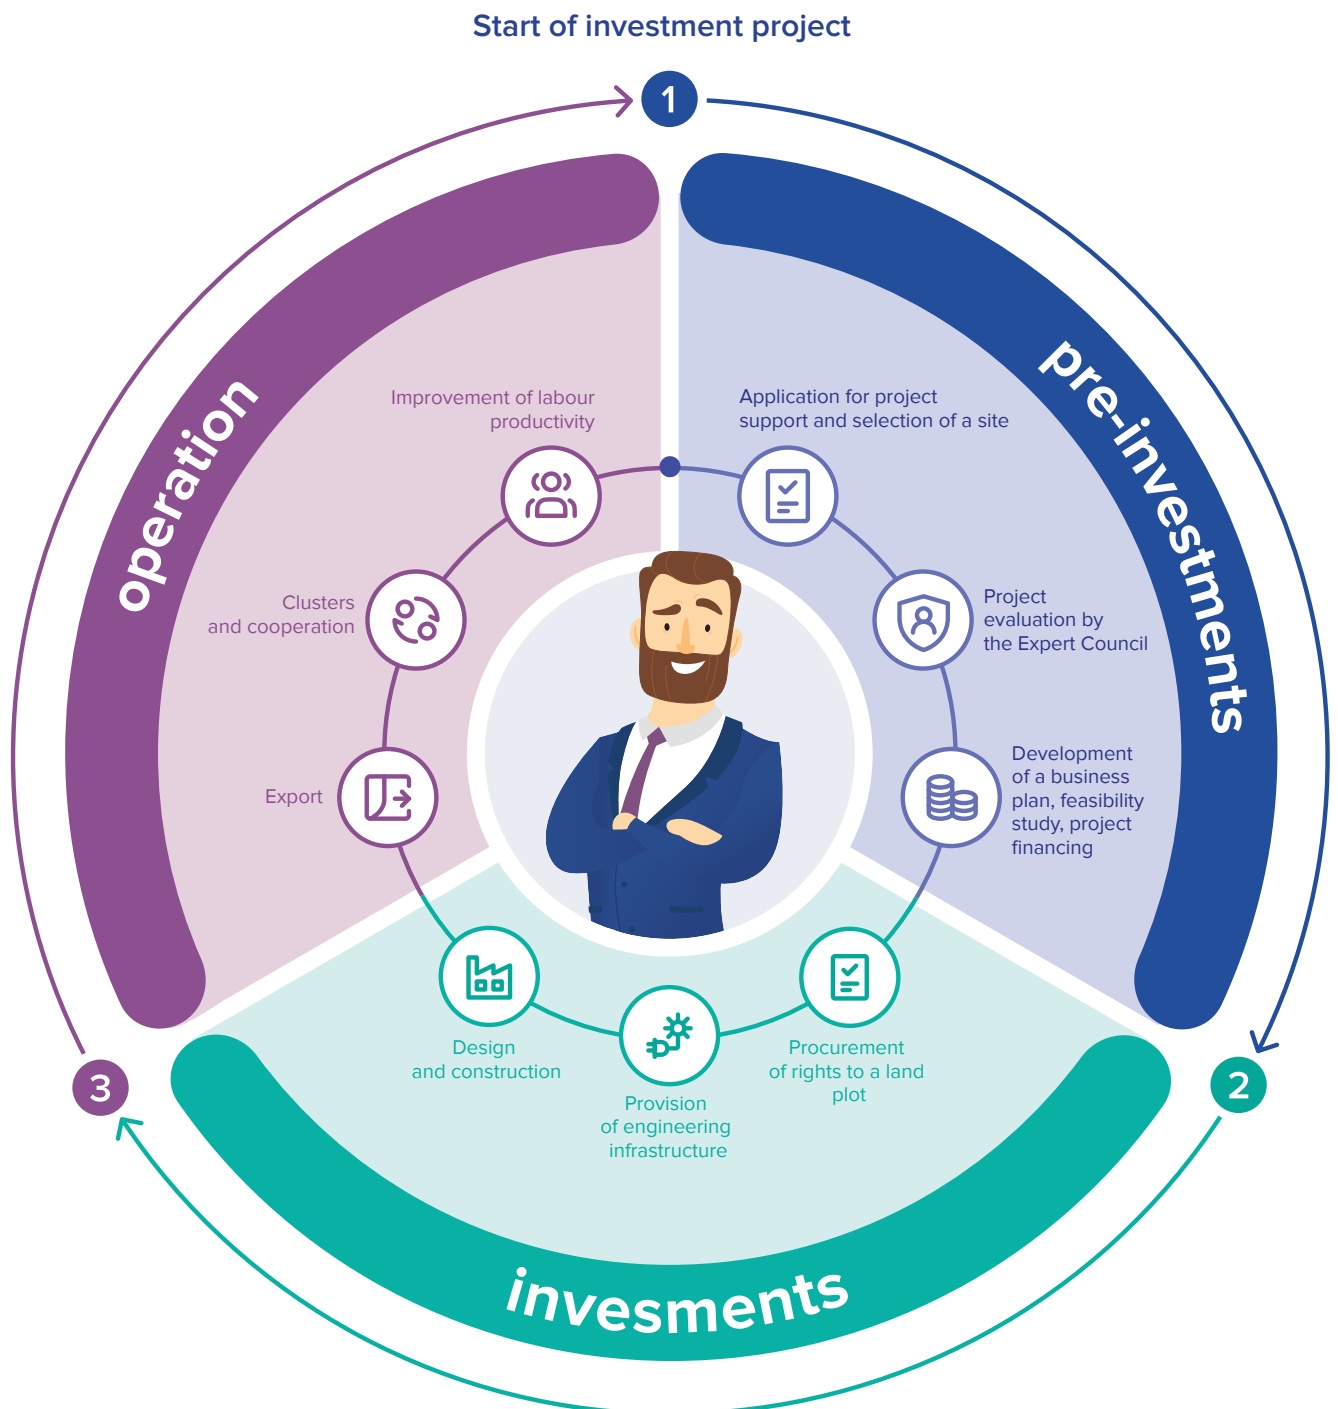 Start of investment project
1
pre-investments
Application for project
support and selection of a site
Project
evaluation by
the Expert Council
Development
of a business
plan, feasibility
study, project
financing
2
invesments
Procurement
of rights to a land
plot
Provision
of engineering
infrastructure
Design
and construction
3
operation
Export
Clusters
and cooperation
Improvement of labour
productivity